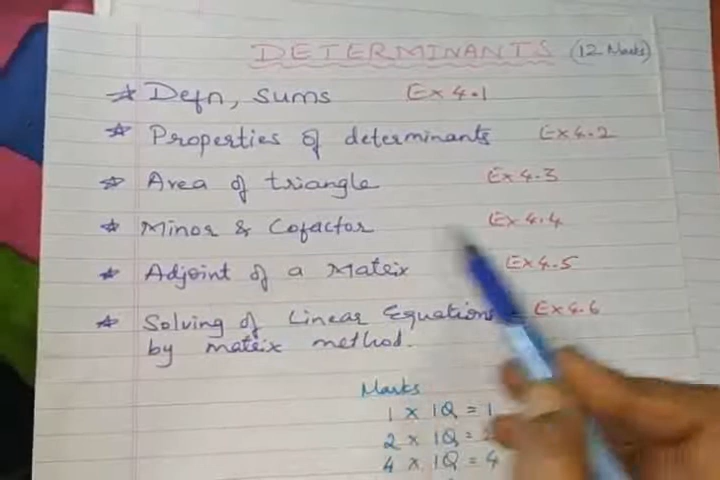 DETERMINANTS (12 Marks)
Defn, sums Ex 4.1
Properties of determinants Ex 4.2
Area of triangle Ex 4.3
Minor & Cofactor Ex 4.4
Adjoint of a Matrix Ex 4.5
Solving of Linear Equations Ex 4.6
by matrix method.
Marks
1 x 1Q = 1
2 x 1Q =
4 x 1Q = 4